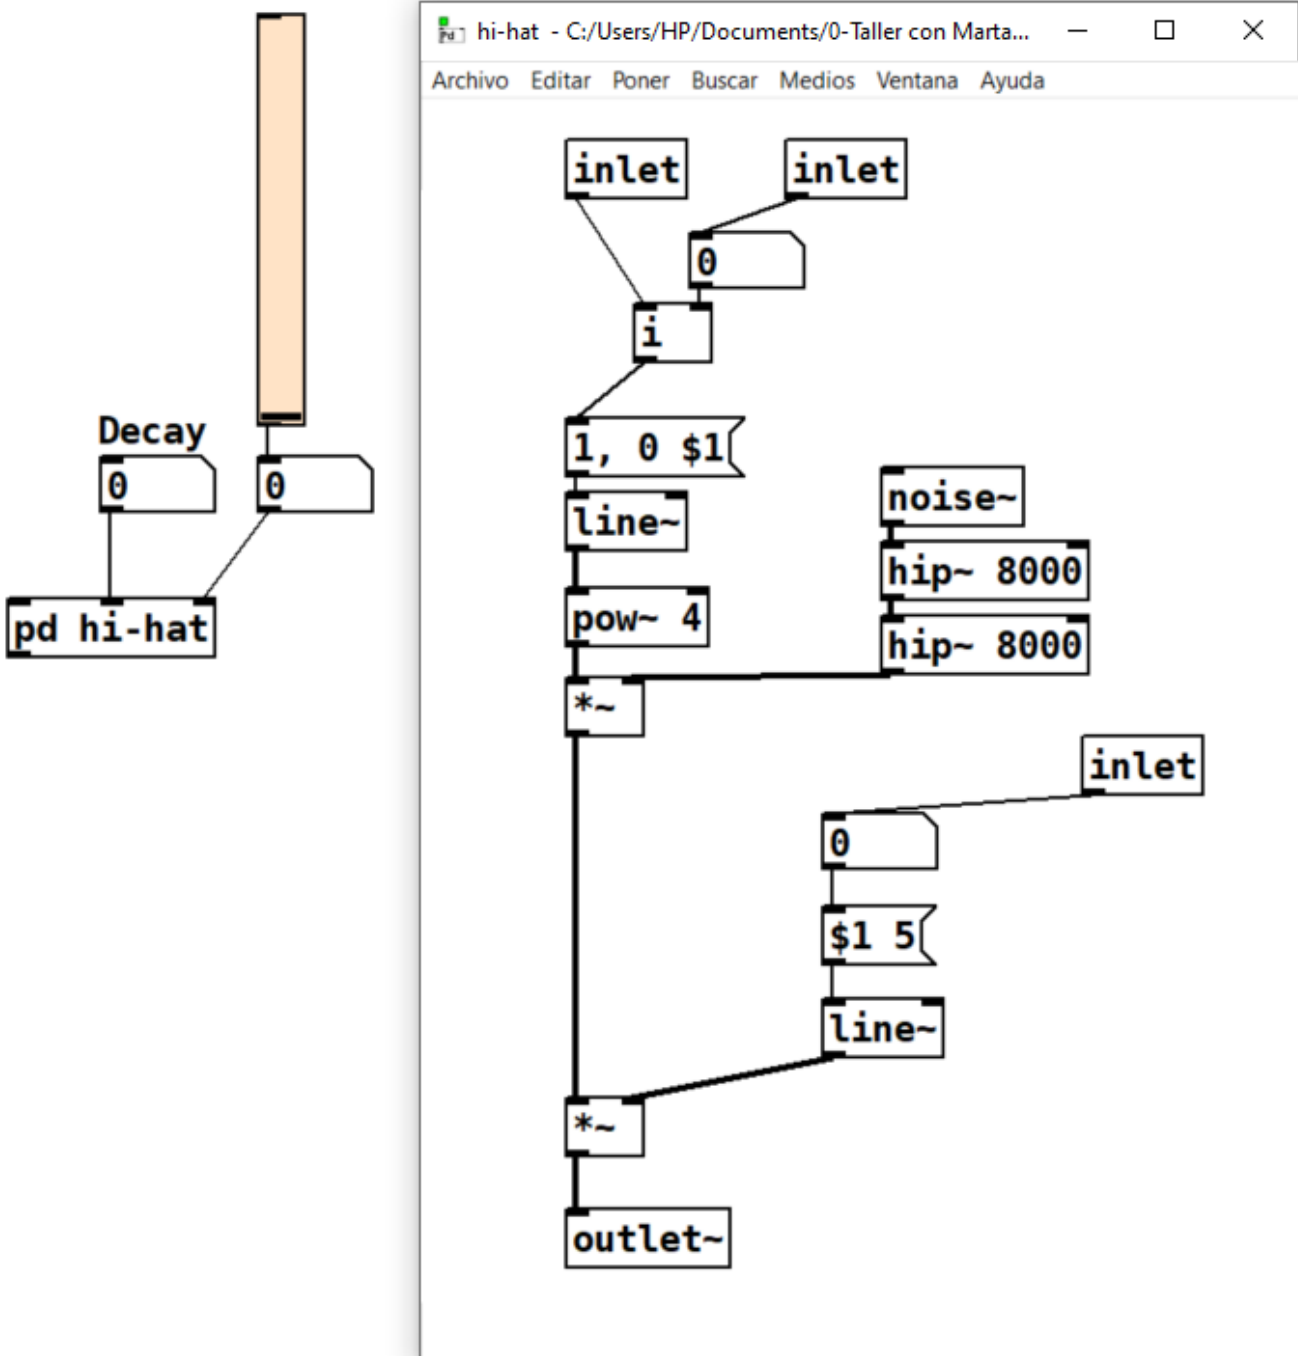 hi-hat - C:/Users/HP/Documents/0-Taller con Marta...
Archivo Editar Poner Buscar Medios Ventana Ayuda
Decay
0
0
pd hi-hat
inlet
inlet
0
i
1, 0 $1
line~
pow~ 4
*~
noise~
hip~ 8000
hip~ 8000
inlet
0
$1 5
line~
*~
outlet~